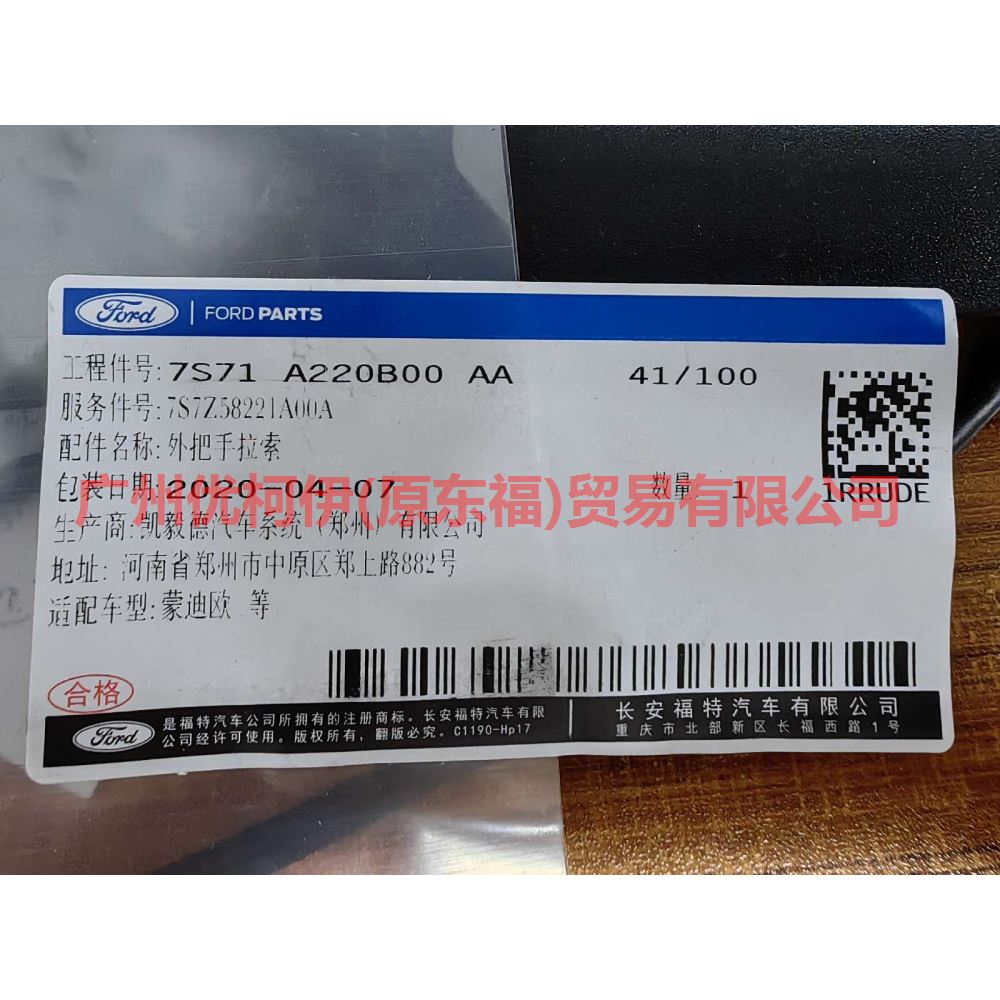 Ford | FORD PARTS
工程件号: 7S71 A220B00 AA 41/100
服务件号: 7S7Z58221A00A
配件名称: 外把手拉索
包装日期: 2020-04-07 数量 1 1RRUDE
广州优柯伊(原东福)贸易有限公司
生产商: 凯毅德汽车系统（郑州）有限公司
地址: 河南省郑州市中原区郑上路882号
适配车型: 蒙迪欧 等
合格
Ford
是福特汽车公司所拥有的注册商标。长安福特汽车有限
公司经许可使用。版权所有，翻版必究。C1190-Hp17
长安福特汽车有限公司
重庆市北部新区长福西路1号